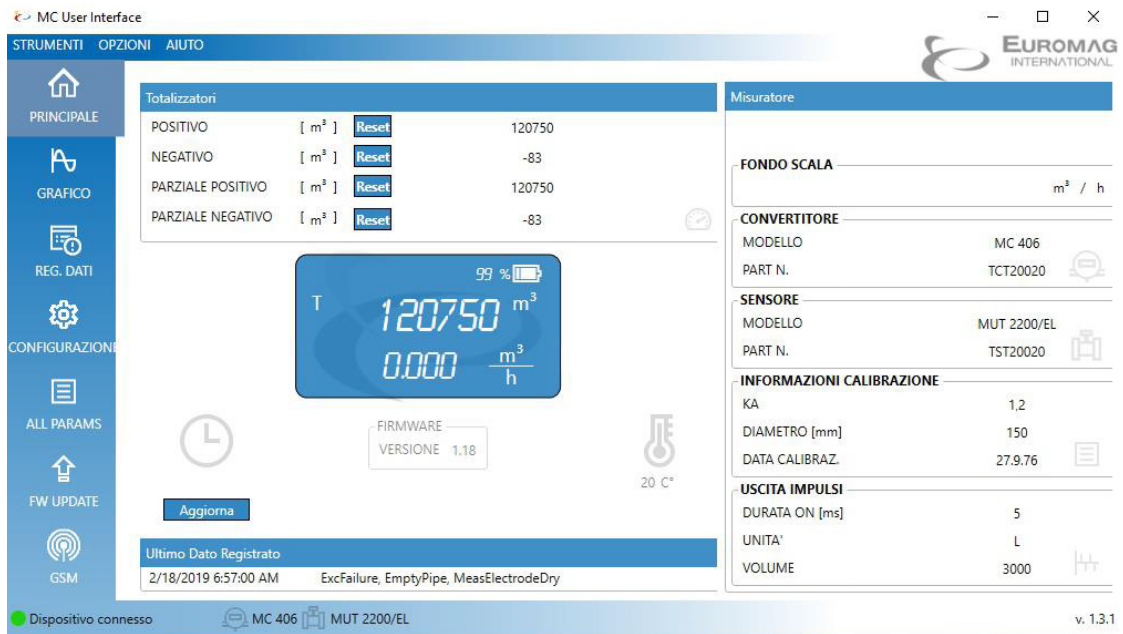 MC User Interface
STRUMENTI OPZIONI AIUTO
EUROMAG
INTERNATIONAL
PRINCIPALE
GRAFICO
REG. DATI
CONFIGURAZIONE
ALL PARAMS
FW UPDATE
GSM
Totalizzatori
POSITIVO [ m³ ] Reset 120750
NEGATIVO [ m³ ] Reset -83
PARZIALE POSITIVO [ m³ ] Reset 120750
PARZIALE NEGATIVO [ m³ ] Reset -83
99 %
T 120750 m³
0.000 m³/h
FIRMWARE
VERSIONE 1.18
20 C°
Aggiorna
Ultimo Dato Registrato
2/18/2019 6:57:00 AM ExcFailure, EmptyPipe, MeasElectrodeDry
Misuratore
FONDO SCALA
m³ / h
CONVERTITORE
MODELLO MC 406
PART N. TCT20020
SENSORE
MODELLO MUT 2200/EL
PART N. TST20020
INFORMAZIONI CALIBRAZIONE
KA 1,2
DIAMETRO [mm] 150
DATA CALIBRAZ. 27.9.76
USCITA IMPULSI
DURATA ON [ms] 5
UNITA' L
VOLUME 3000
Dispositivo connesso MC 406 MUT 2200/EL v. 1.3.1